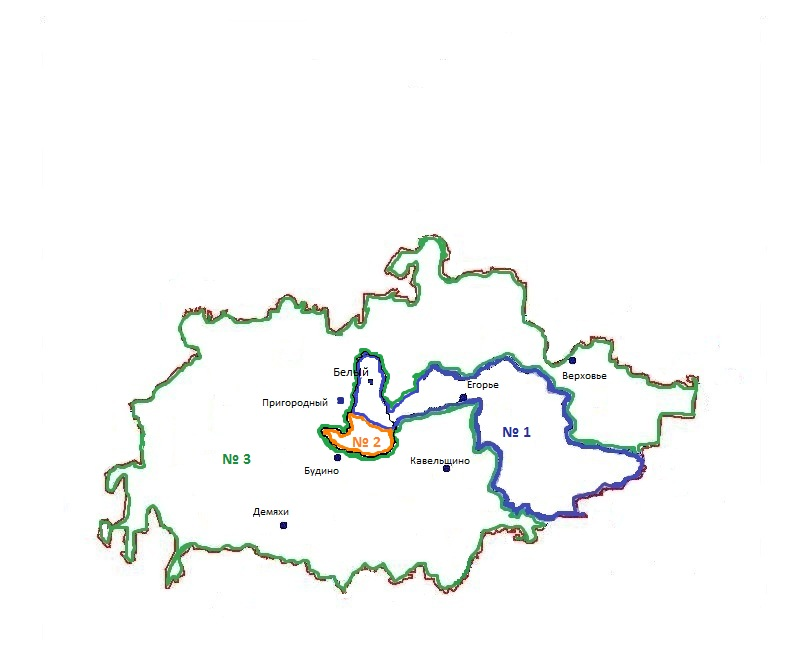 Белый
Верховье
Егорье
Пригородный
№ 1
№ 2
№ 3
Кавельщино
Будино
Демяхи